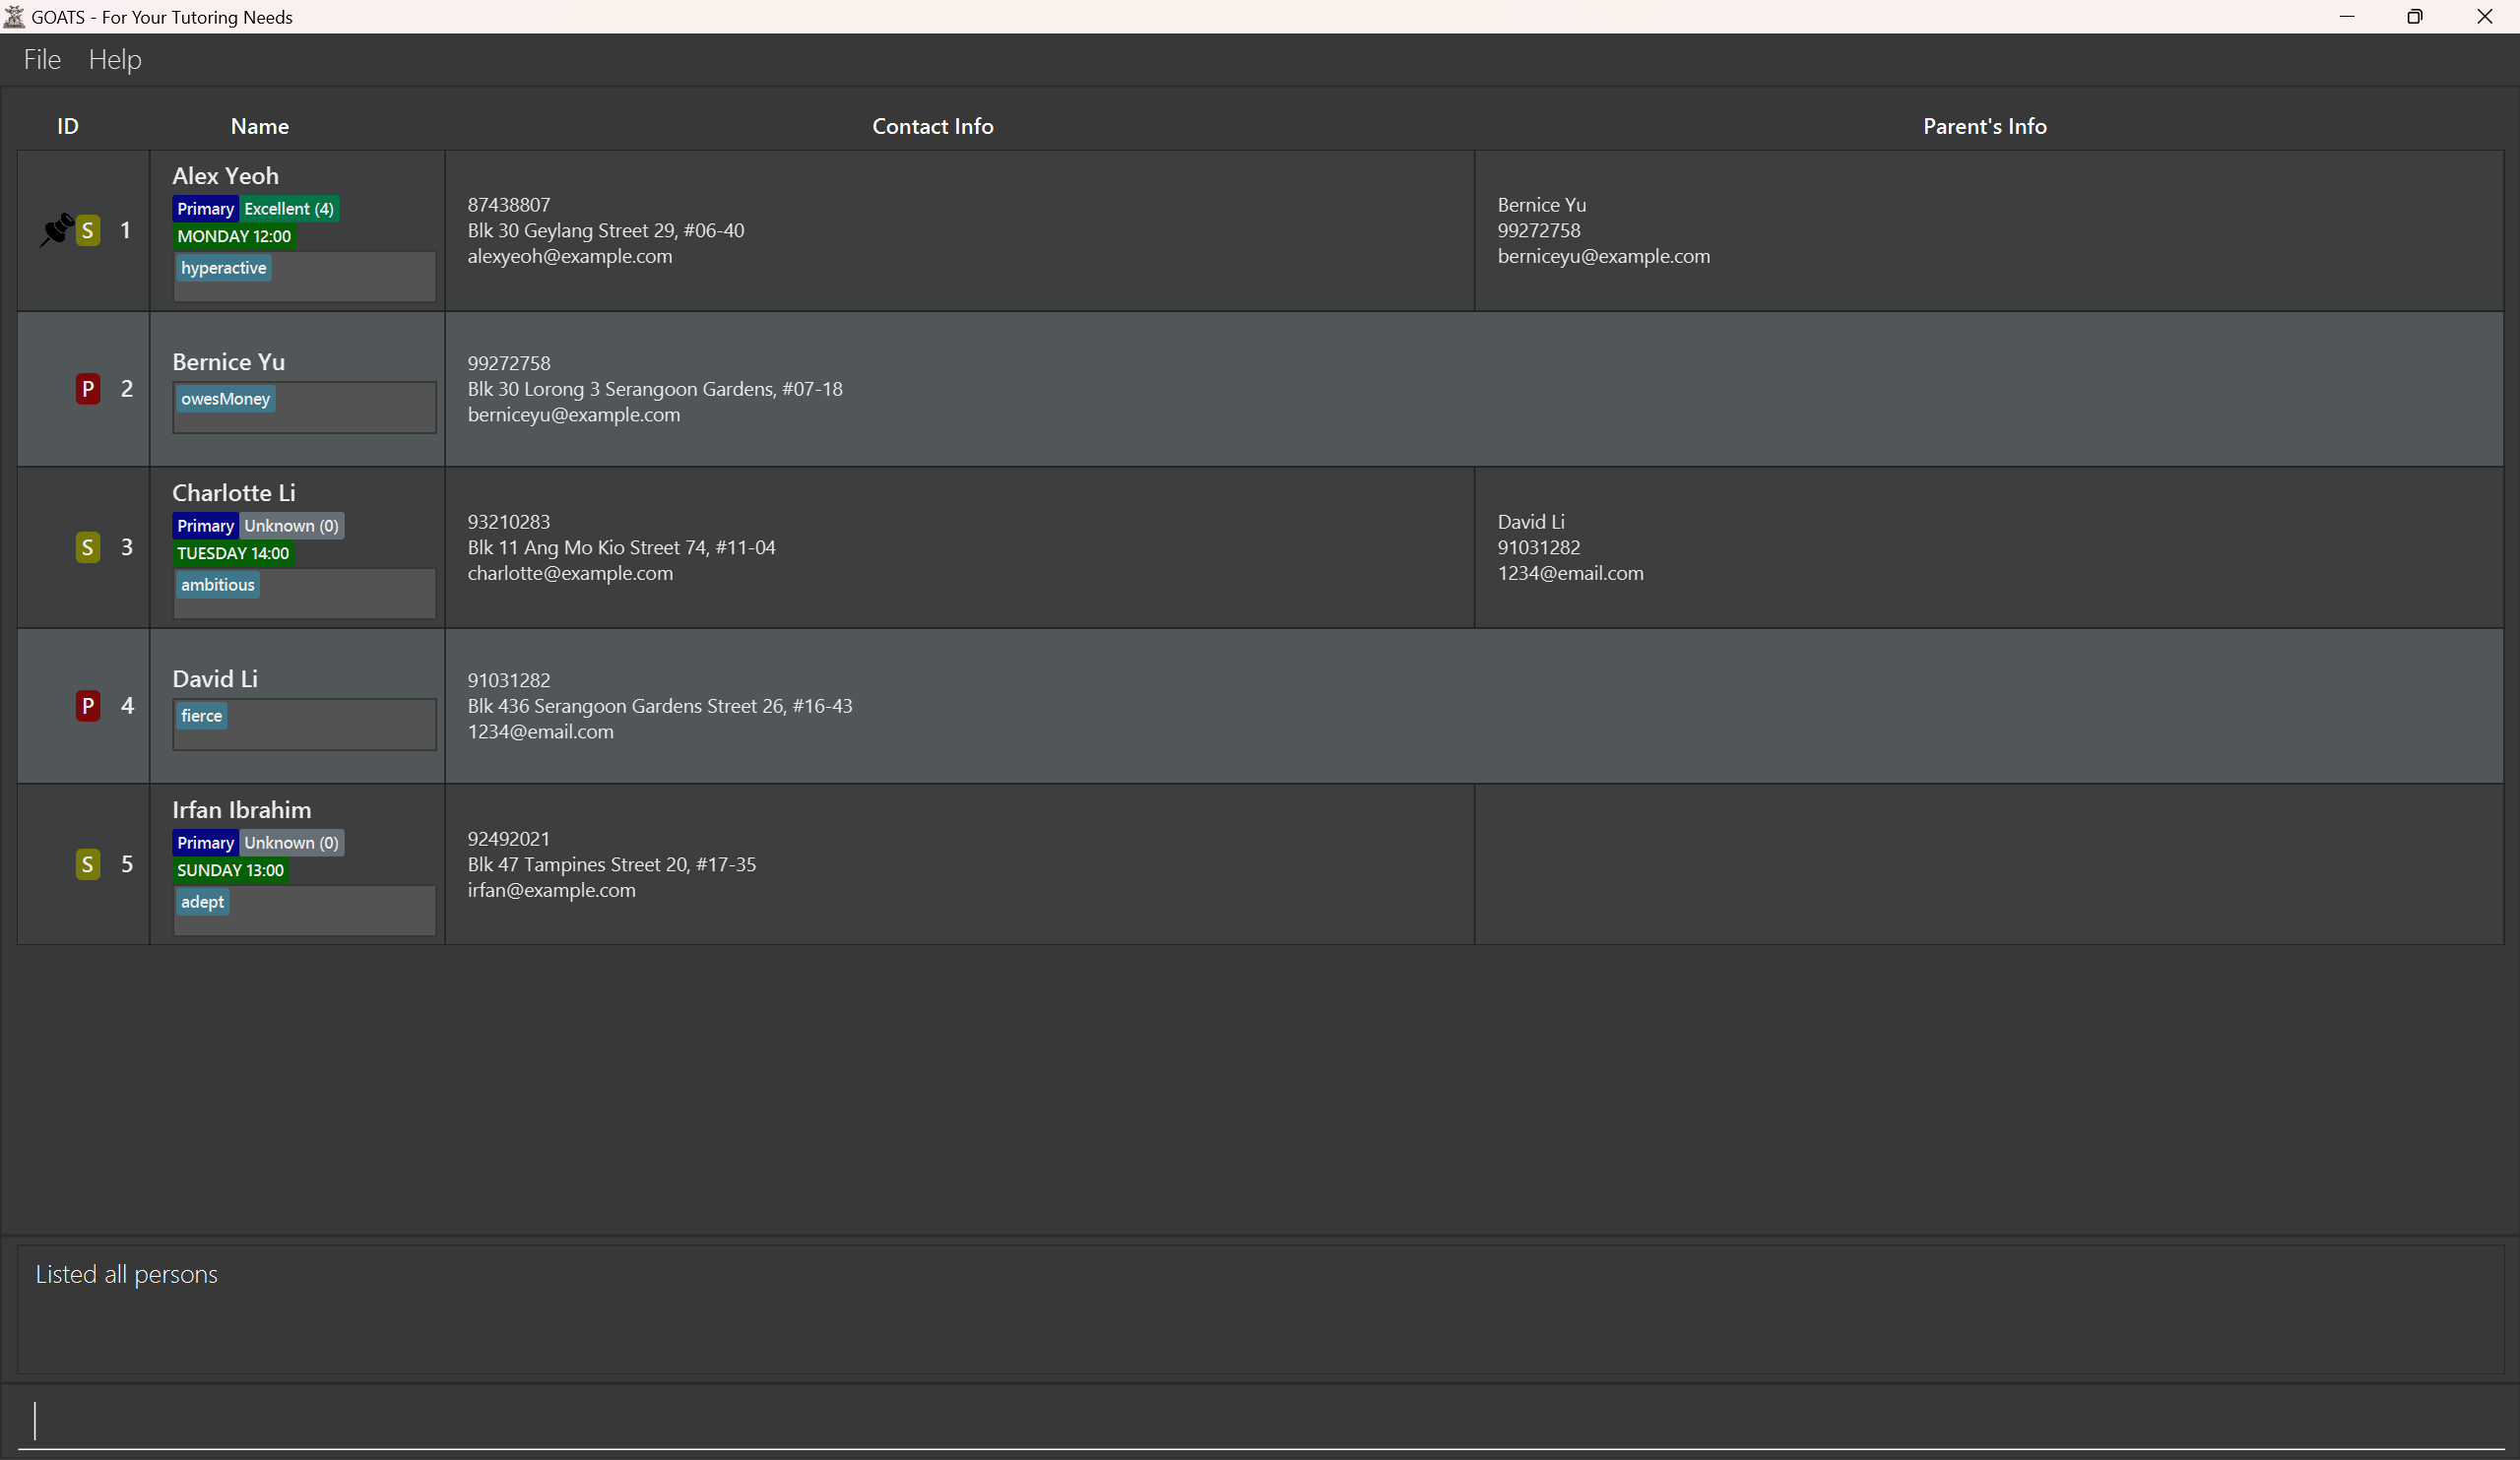 GOATS - For Your Tutoring Needs
File Help
ID Name Contact Info Parent's Info
S 1
Alex Yeoh
Primary Excellent (4)
MONDAY 12:00
hyperactive
87438807
Blk 30 Geylang Street 29, #06-40
alexyeoh@example.com
Bernice Yu
99272758
berniceyu@example.com
P 2
Bernice Yu
owesMoney
99272758
Blk 30 Lorong 3 Serangoon Gardens, #07-18
berniceyu@example.com
S 3
Charlotte Li
Primary Unknown (0)
TUESDAY 14:00
ambitious
93210283
Blk 11 Ang Mo Kio Street 74, #11-04
charlotte@example.com
David Li
91031282
1234@email.com
P 4
David Li
fierce
91031282
Blk 436 Serangoon Gardens Street 26, #16-43
1234@email.com
S 5
Irfan Ibrahim
Primary Unknown (0)
SUNDAY 13:00
adept
92492021
Blk 47 Tampines Street 20, #17-35
irfan@example.com
Listed all persons